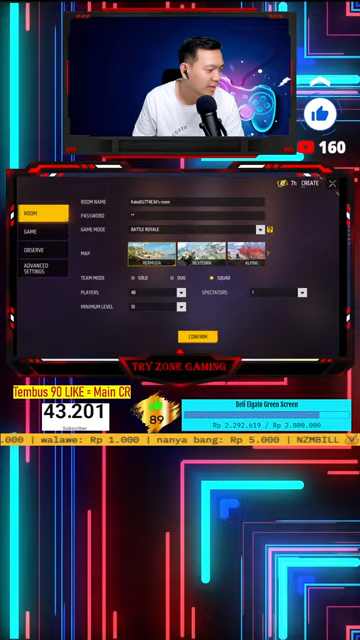 160
7h CREATE
ROOM
GAME
OBSERVE
ADVANCED SETTINGS
ROOM NAME
PASSWORD
**
GAME MODE BATTLE ROYALE
MAP BERMUDA NEXTERRA ALPINE
TEAM MODE SOLO DUO SQUAD
PLAYERS 48 SPECTATORS 1
MINIMUM LEVEL 10
CONFIRM
TRY ZONE GAMING
Tembus 90 LIKE = Main CR
43.201
Subscriber
89
Beli Elgato Green Screen
Rp 2.292.619 / Rp 2.800.000
.000 | walawe: Rp 1.000 | nanya bang: Rp 5.000 | NZMBILL